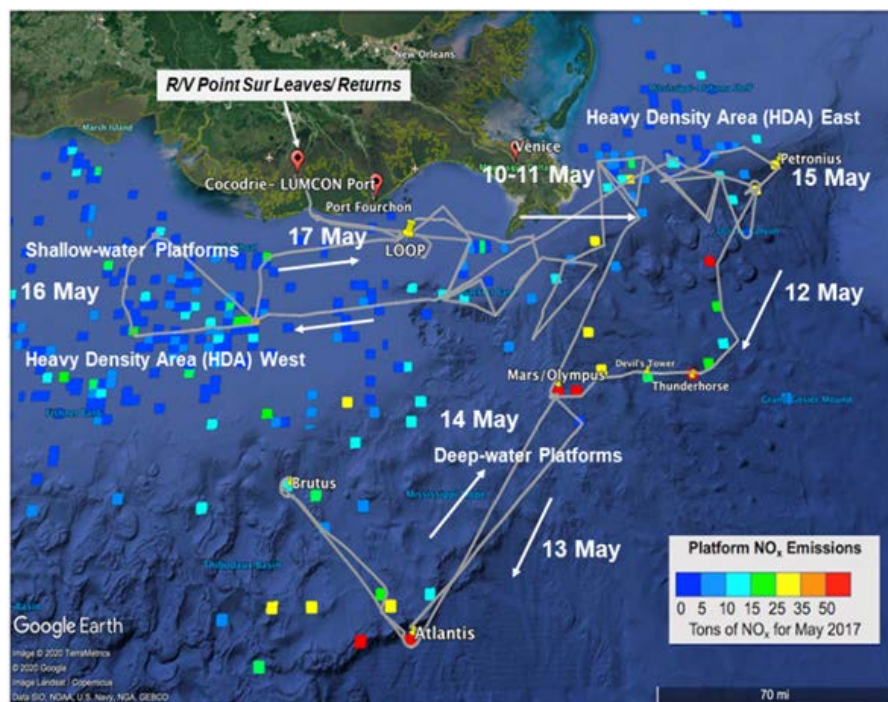 New Orleans
R/V Point Sur Leaves/ Returns
Mississippi-Alabama Shelf
Heavy Density Area (HDA) East
Marsh Island
Venice
Petronius
Cocodrie- LUMCON Port
10-11 May
15 May
Port Fourchon
17 May
LOOP
Shallow-water Platforms
16 May
12 May
Heavy Density Area (HDA) West
Mars/Olympus
Devil's Tower
Thunderhorse
14 May
Deep-water Platforms
Brutus
13 May
Platform NOx Emissions
0 5 10 15 25 35 50
Tons of NOx for May 2017
Atlantis
Basin
Google Earth
Image © 2020 TerraMetrics
© 2020 Google
Image Landsat / Copernicus
Data SIO, NOAA, U.S. Navy, NGA, GEBCO
70 mi